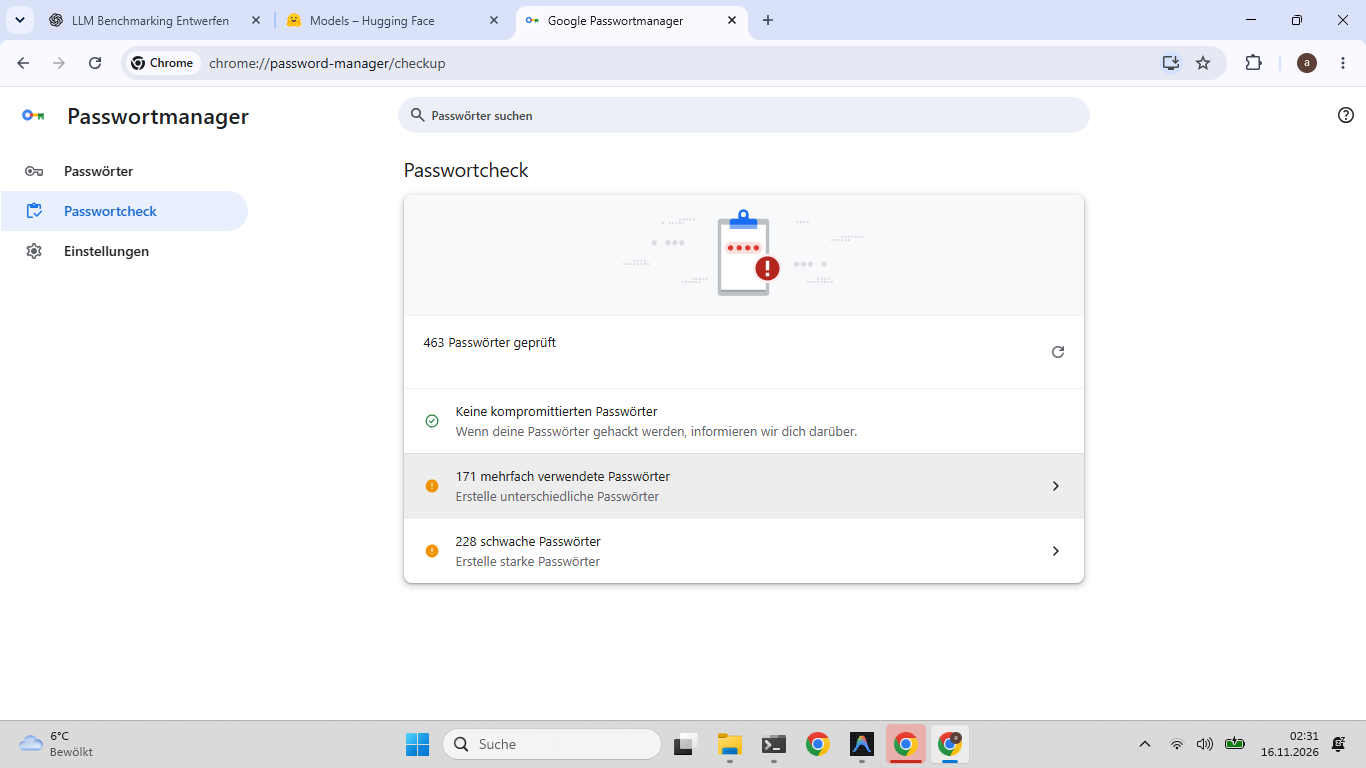 LLM Benchmarking Entwerfen
Models – Hugging Face
Google Passwortmanager
Chrome
chrome://password-manager/checkup
a
Passwortmanager
Passwörter suchen
Passwörter
Passwortcheck
Einstellungen
Passwortcheck
463 Passwörter geprüft
Keine kompromittierten Passwörter
Wenn deine Passwörter gehackt werden, informieren wir dich darüber.
171 mehrfach verwendete Passwörter
Erstelle unterschiedliche Passwörter
228 schwache Passwörter
Erstelle starke Passwörter
6°C
Bewölkt
Suche
a
02:31
16.11.2026